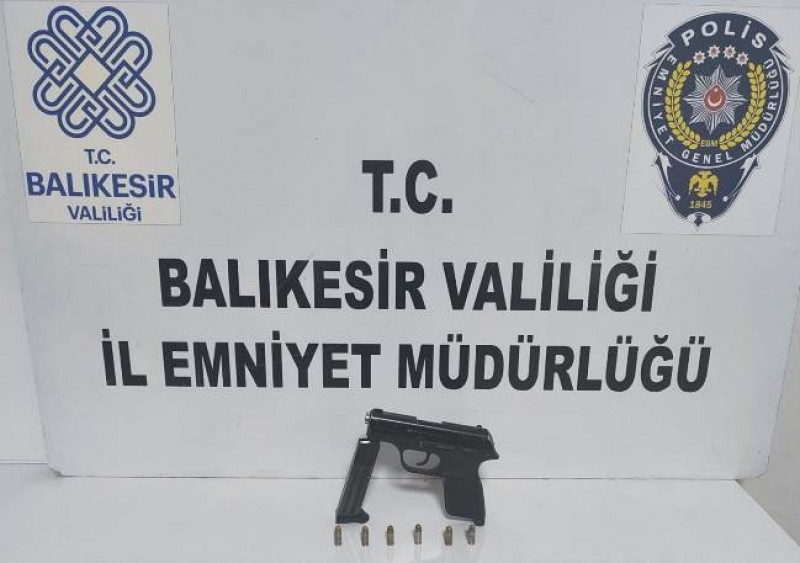 T.C.
BALIKESİR
VALİLİĞİ
POLİS
EMNİYET GENEL MÜDÜRLÜĞÜ
EGM
1845
T.C.
BALIKESİR VALİLİĞİ
İL EMNİYET MÜDÜRLÜĞÜ